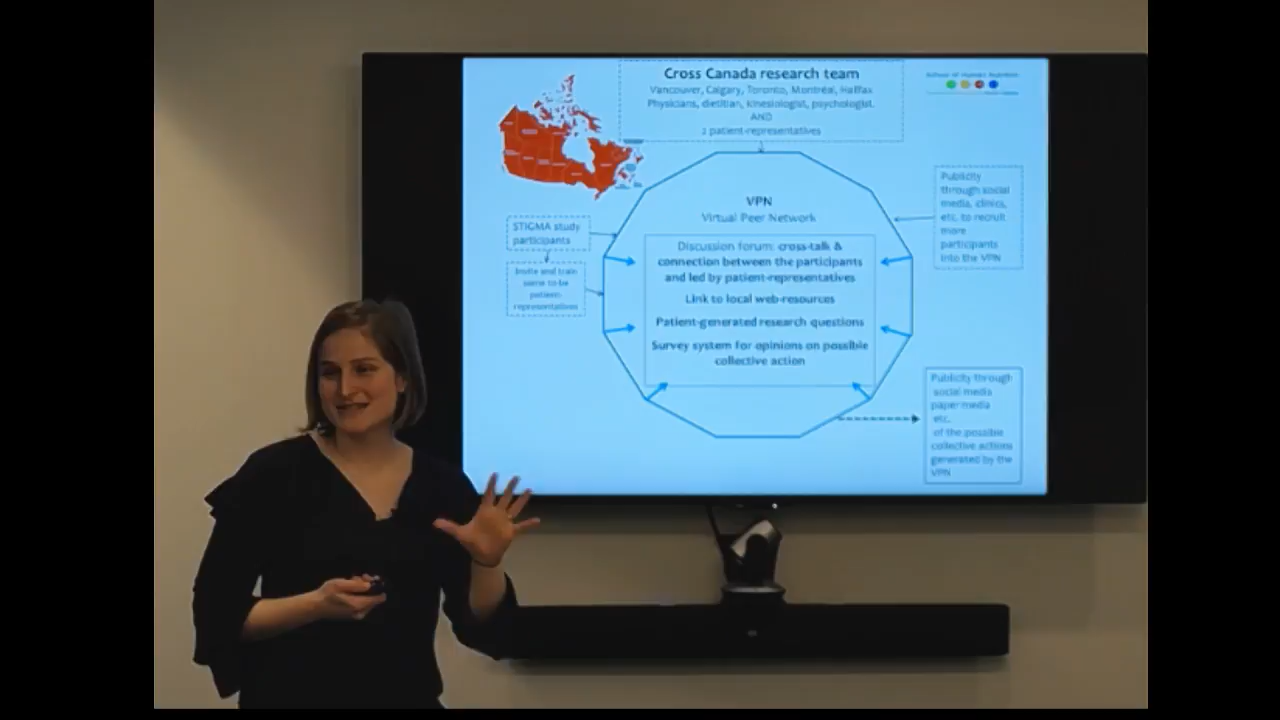 Cross Canada research team
Vancouver, Calgary, Toronto, Montréal, Halifax
Physicians, dietitian, kinesiologist, psychologist.
AND
2 patient-representatives
School of Human Nutrition
VPN
Virtual Peer Network
Discussion forum: cross-talk &
connection between the participants
and led by patient-representatives
Link to local web-resources
Patient-generated research questions
Survey system for opinions on possible
collective action
STIGMA study
participants
Invite and train
some to be
patient-
representatives
Publicity
through social
media, clinics,
etc. to recruit
more
participants
into the VPN
Publicity through
social media
paper media
etc.
of the possible
collective actions
generated by the
VPN